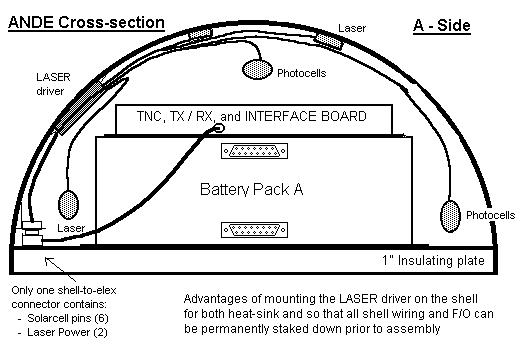 ANDE Cross-section
A - Side
Laser
LASER
driver
Photocells
TNC, TX / RX, and INTERFACE BOARD
Battery Pack A
Laser
Photocells
1" Insulating plate
Only one shell-to-elex
connector contains:
- Solarcell pins (6)
- Laser Power (2)
Advantages of mounting the LASER driver on the shell
for both heat-sink and so that all shell wiring and F/O can
be permanently staked down prior to assembly